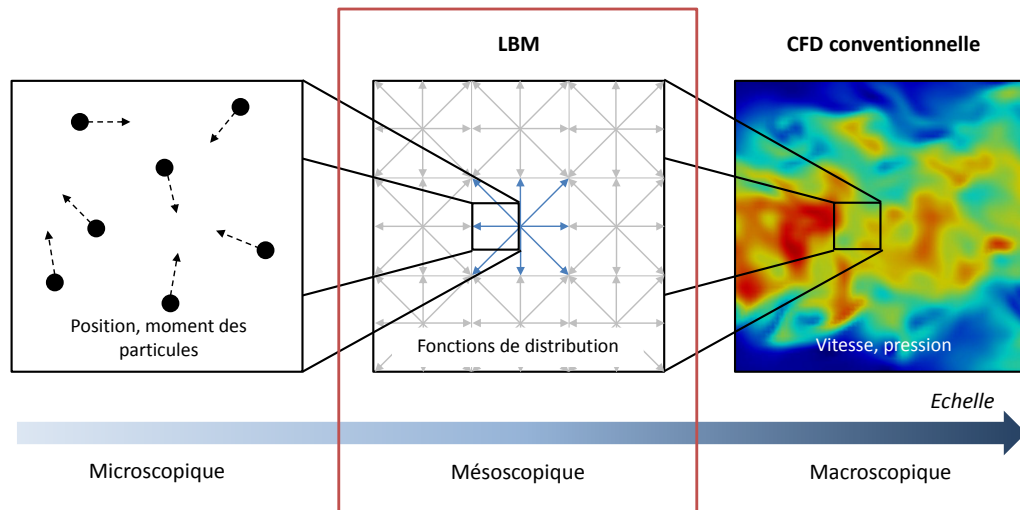 LBM
CFD conventionnelle
Position, moment des
particules
Fonctions de distribution
Vitesse, pression
Echelle
Microscopique
Mésoscopique
Macroscopique